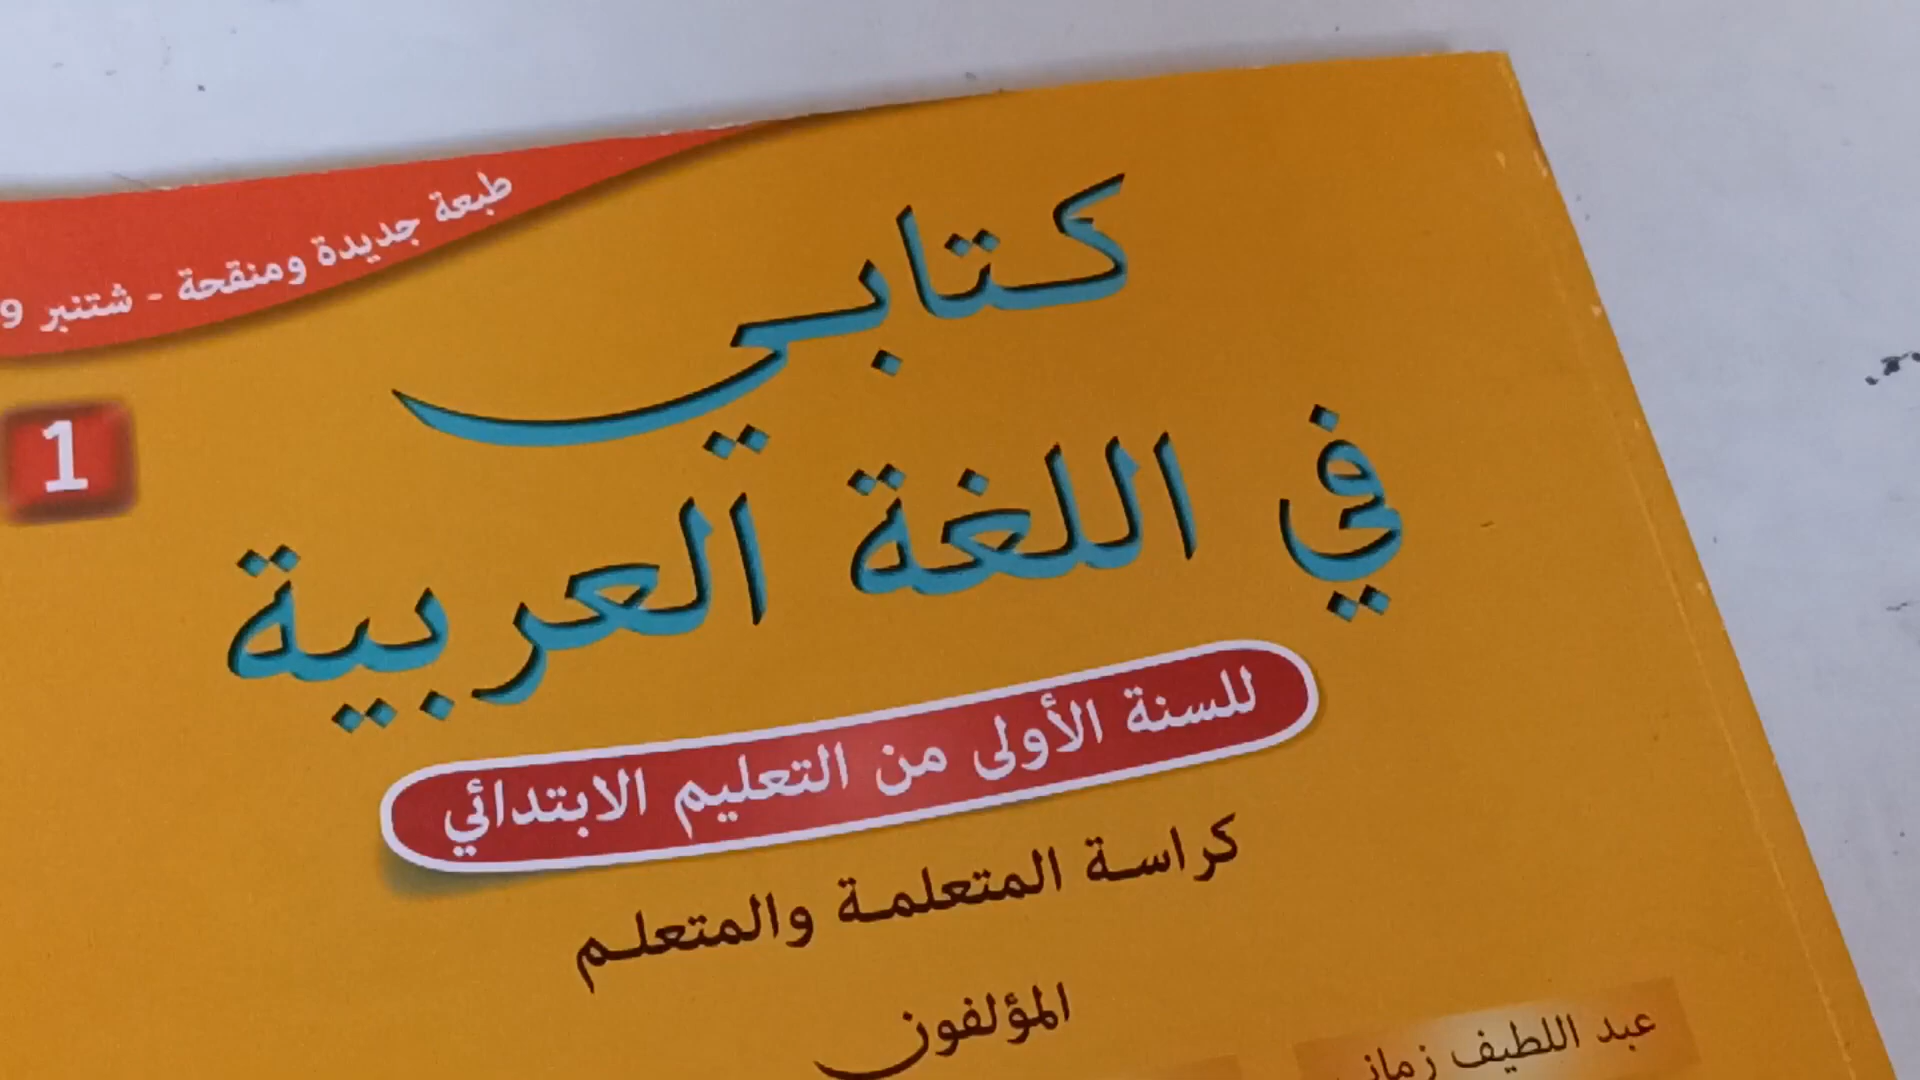 طبعة جديدة ومنقحة - شتنبر 9
كتابي
في اللغة العربية
1
للسنة الأولى من التعليم الابتدائي
كراسة المتعلمة والمتعلم
المؤلفون
عبد اللطيف